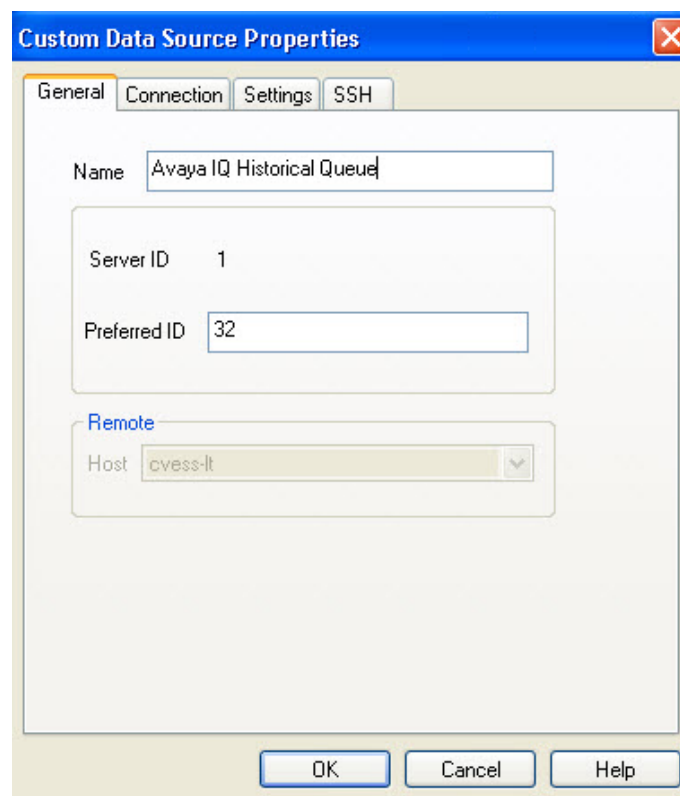 Custom Data Source Properties
General Connection Settings SSH
Name Avaya IQ Historical Queue
Server ID 1
Preferred ID 32
Remote
Host cvess-lt
OK Cancel Help